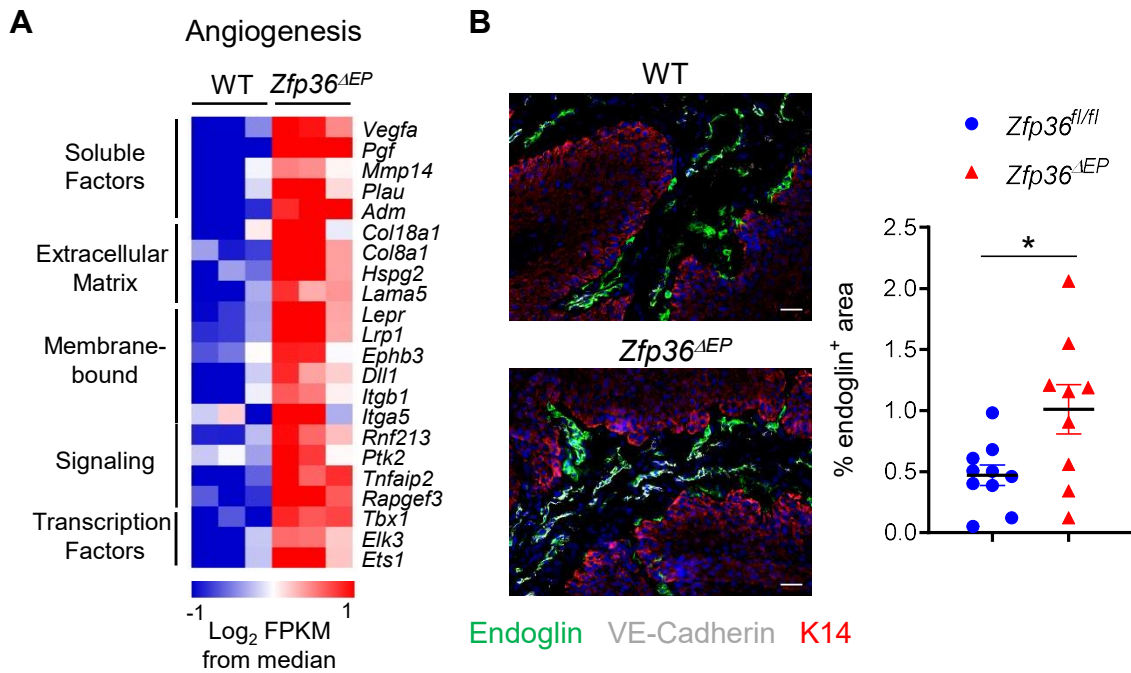 A
Angiogenesis
WT Zfp36ΔEP
Soluble
Factors
Extracellular
Matrix
Membrane-
bound
Signaling
Transcription
Factors
Vegfa
Pgf
Mmp14
Plau
Adm
Col18a1
Col8a1
Hspg2
Lama5
Lepr
Lrp1
Ephb3
Dll1
Itgb1
Itga5
Rnf213
Ptk2
Tnfaip2
Rapgef3
Tbx1
Elk3
Ets1
-1 1
Log2 FPKM
from median
B
WT
Zfp36ΔEP
Endoglin VE-Cadherin K14
Zfp36fl/fl
Zfp36ΔEP
% endoglin+ area
2.5
2.0
1.5
1.0
0.5
0.0
*